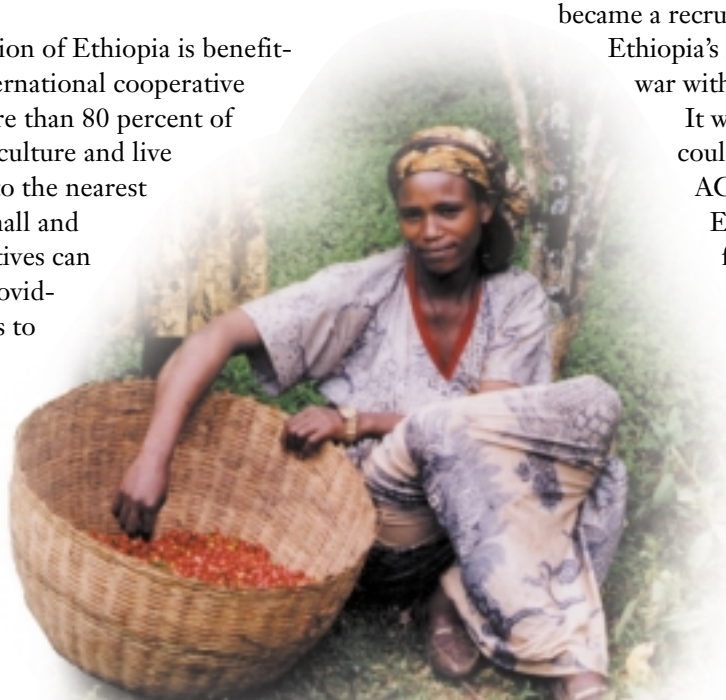 ion of Ethiopia is benefit-
ernational cooperative
re than 80 percent of
culture and live
to the nearest
nall and
tives can
ovid-
s to
became a recru
Ethiopia's
war with
It w
coul
AC
E
f